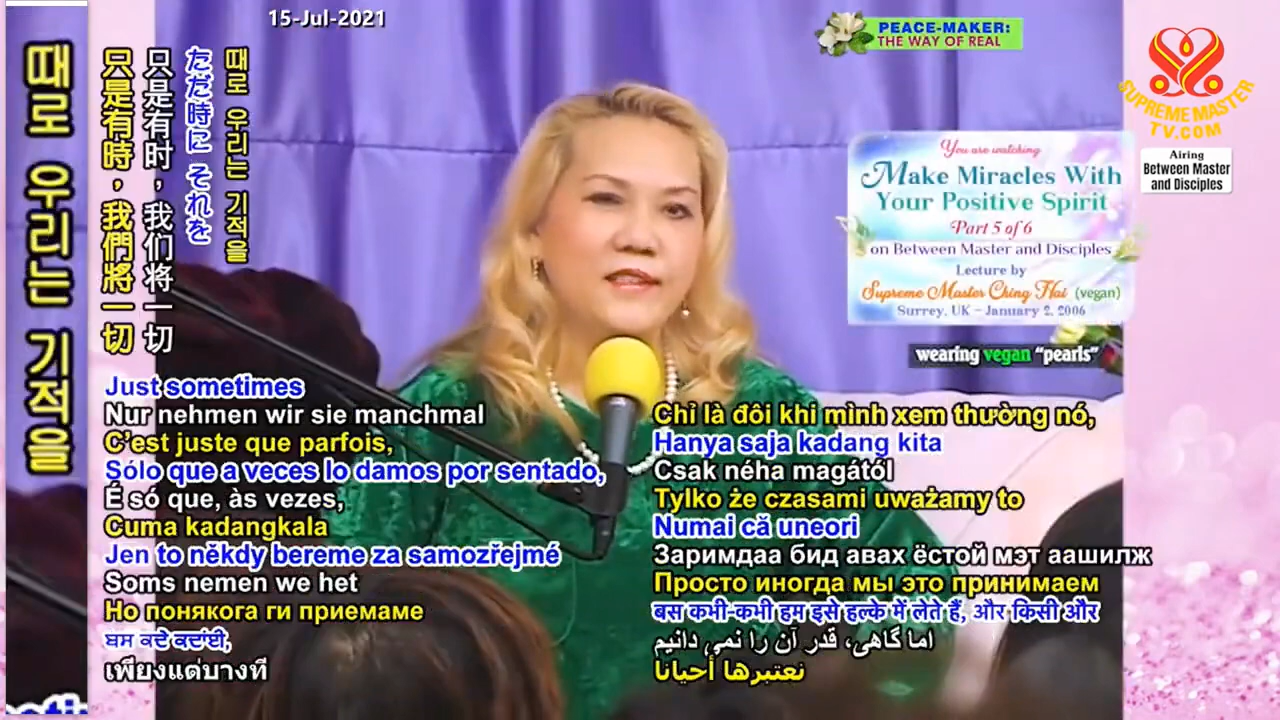 15-Jul-2021
PEACE-MAKER:
THE WAY OF REAL
SUPREME MASTER
TV.COM
Airing
Between Master
and Disciples
You are watching
Make Miracles With
Your Positive Spirit
Part 5 of 6
on Between Master and Disciples
Lecture by
Supreme Master Ching Hai (vegan)
Surrey, UK – January 2, 2006
wearing vegan "pearls"
때로 우리는 기적을
只是有時，我們將一切
只是有时，我们将一切
ただ時に それを
때로 우리는 기적을
Just sometimes
Nur nehmen wir sie manchmal
C'est juste que parfois,
Sólo que a veces lo damos por sentado,
É só que, às vezes,
Cuma kadangkala
Jen to někdy bereme za samozřejmé
Soms nemen we het
Но понякога ги приемаме
ਬਸ ਕਦੇ ਕਦਾਂਈ,
เพียงแต่บางที
Chỉ là đôi khi mình xem thường nó,
Hanya saja kadang kita
Csak néha magától
Tylko że czasami uważamy to
Numai că uneori
Заримдаа бид авах ёстой мэт аашилж
Просто иногда мы это принимаем
बस कभी-कभी हम इसे हल्के में लेते हैं, और किसी और
اما گاهی، قدر آن را نمی دانیم
نعتبرها أحيانا